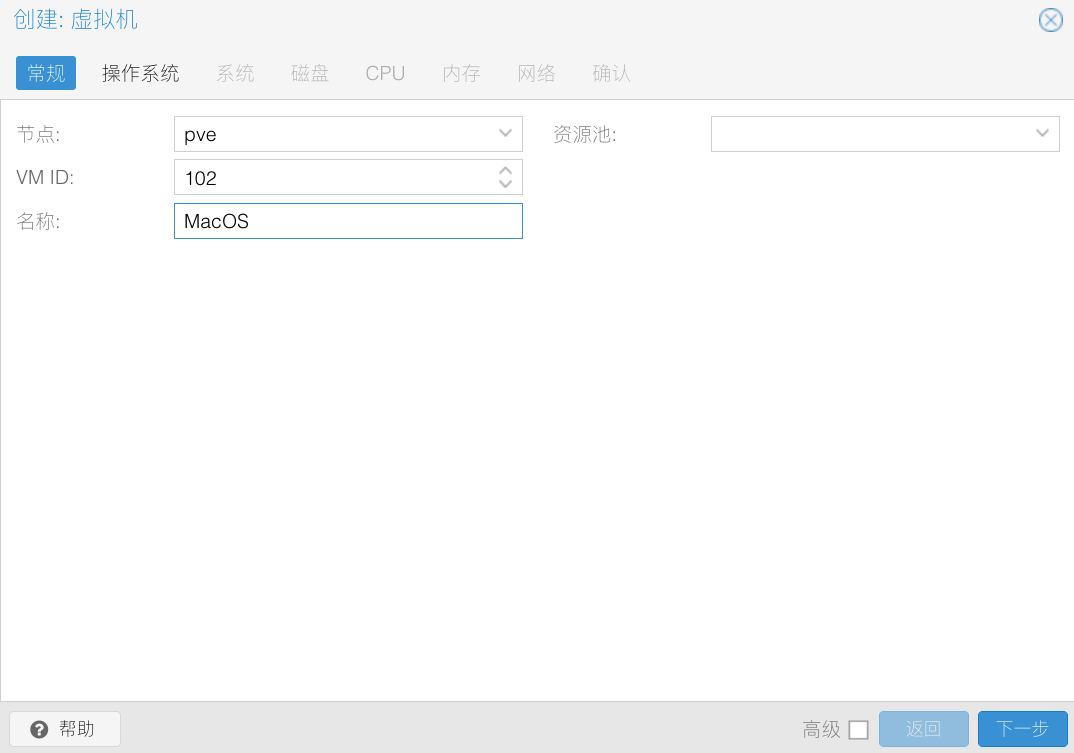 创建: 虚拟机
常规 操作系统 系统 磁盘 CPU 内存 网络 确认
节点: pve 资源池:
VM ID: 102
名称: MacOS
帮助 高级 返回 下一步